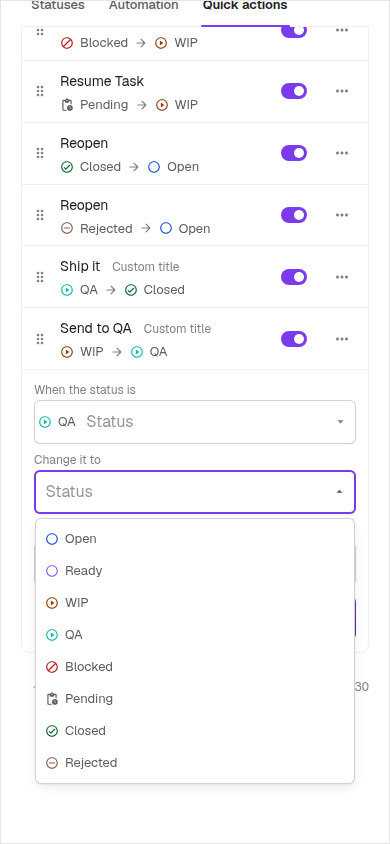 Statuses Automation Quick actions
Blocked → WIP
Resume Task
Pending → WIP
Reopen
Closed → Open
Reopen
Rejected → Open
Ship it Custom title
QA → Closed
Send to QA Custom title
WIP → QA
When the status is
QA Status
Change it to
Status
Open
Ready
WIP
QA
Blocked
30
Pending
Closed
Rejected